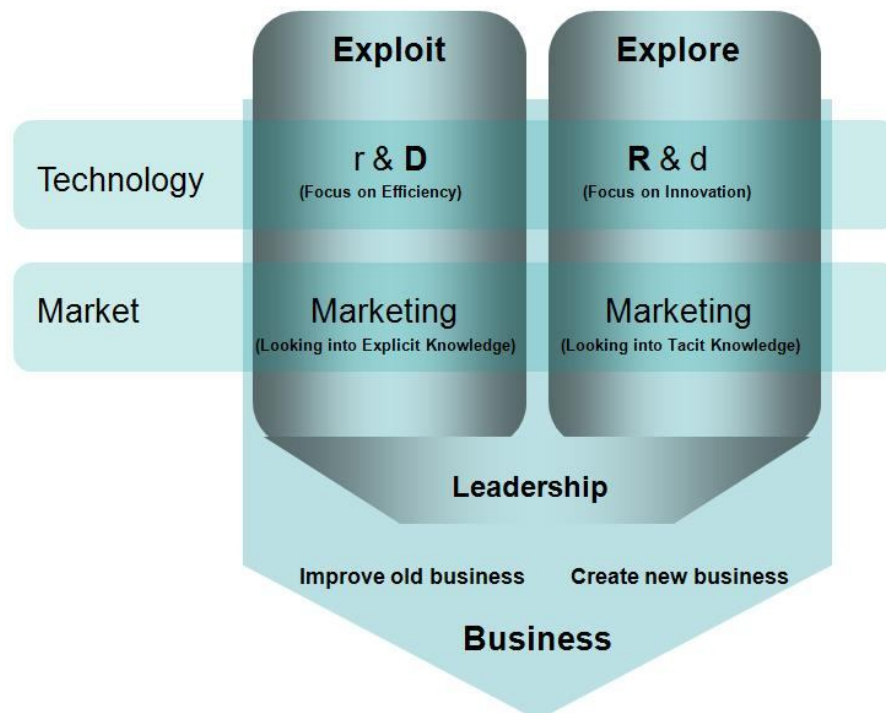 Exploit
Explore
Technology
r & D
(Focus on Efficiency)
R & d
(Focus on Innovation)
Market
Marketing
(Looking into Explicit Knowledge)
Marketing
(Looking into Tacit Knowledge)
Leadership
Improve old business
Create new business
Business